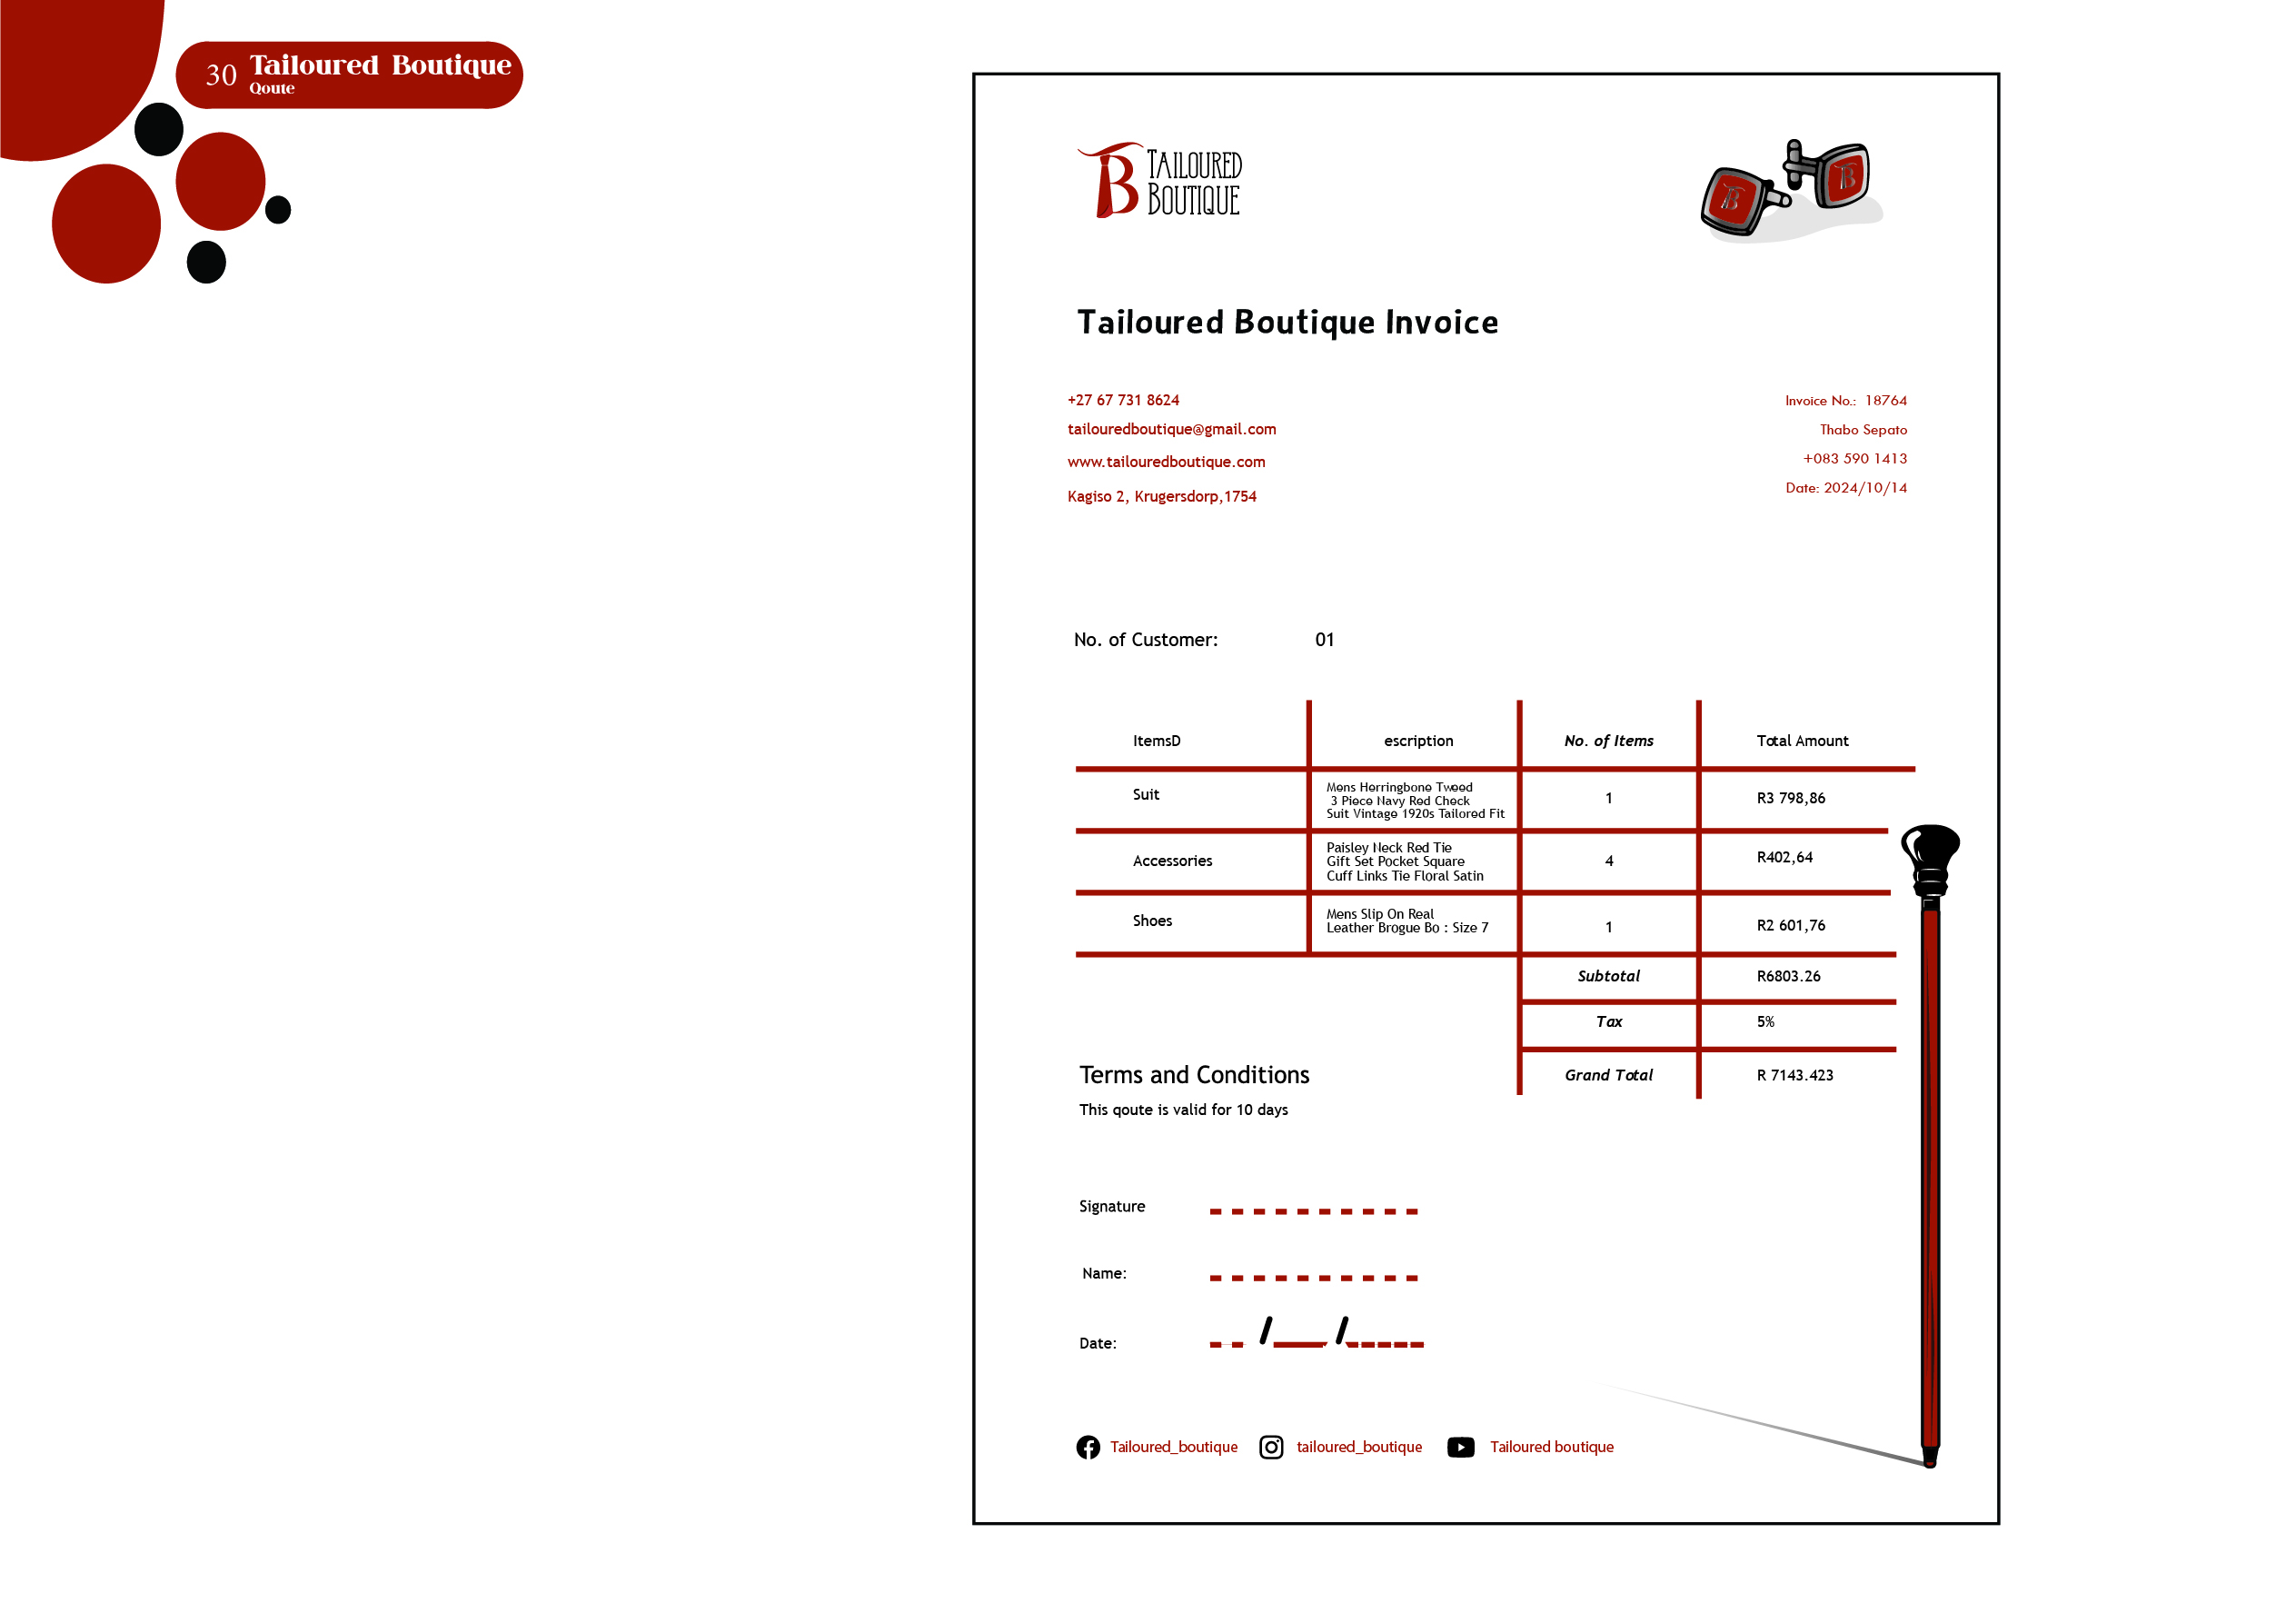 30 Tailoured Boutique
Qoute
TAILOURED
BOUTIQUE
B
B
Tailoured Boutique Invoice
+27 67 731 8624
tailouredboutique@gmail.com
www.tailouredboutique.com
Kagiso 2, Krugersdorp,1754
Invoice No.: 18764
Thabo Sepato
+083 590 1413
Date: 2024/10/14
No. of Customer: 01
ItemsD escription No. of Items Total Amount
Suit
Mens Herringbone Tweed
3 Piece Navy Red Check
Suit Vintage 1920s Tailored Fit
1 R3 798,86
Accessories
Paisley Neck Red Tie
Gift Set Pocket Square
Cuff Links Tie Floral Satin
4 R402,64
Shoes
Mens Slip On Real
Leather Brogue Bo : Size 7
1 R2 601,76
Subtotal R6803.26
Tax 5%
Grand Total R 7143.423
Terms and Conditions
This qoute is valid for 10 days
Signature
Name:
Date: / /
Tailoured_boutique tailoured_boutique Tailoured boutique